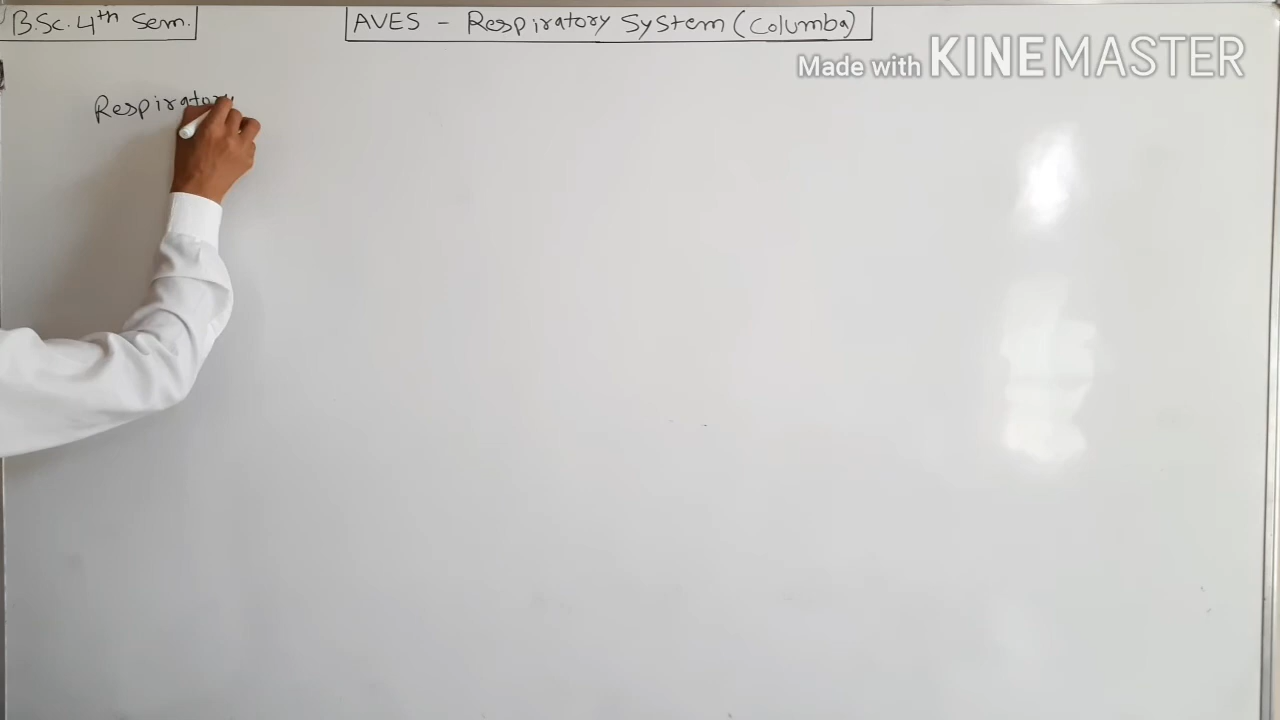 B.Sc. 4th Sem.
AVES - Respiratory System (Columba)
Made with KINEMASTER
Respiratory